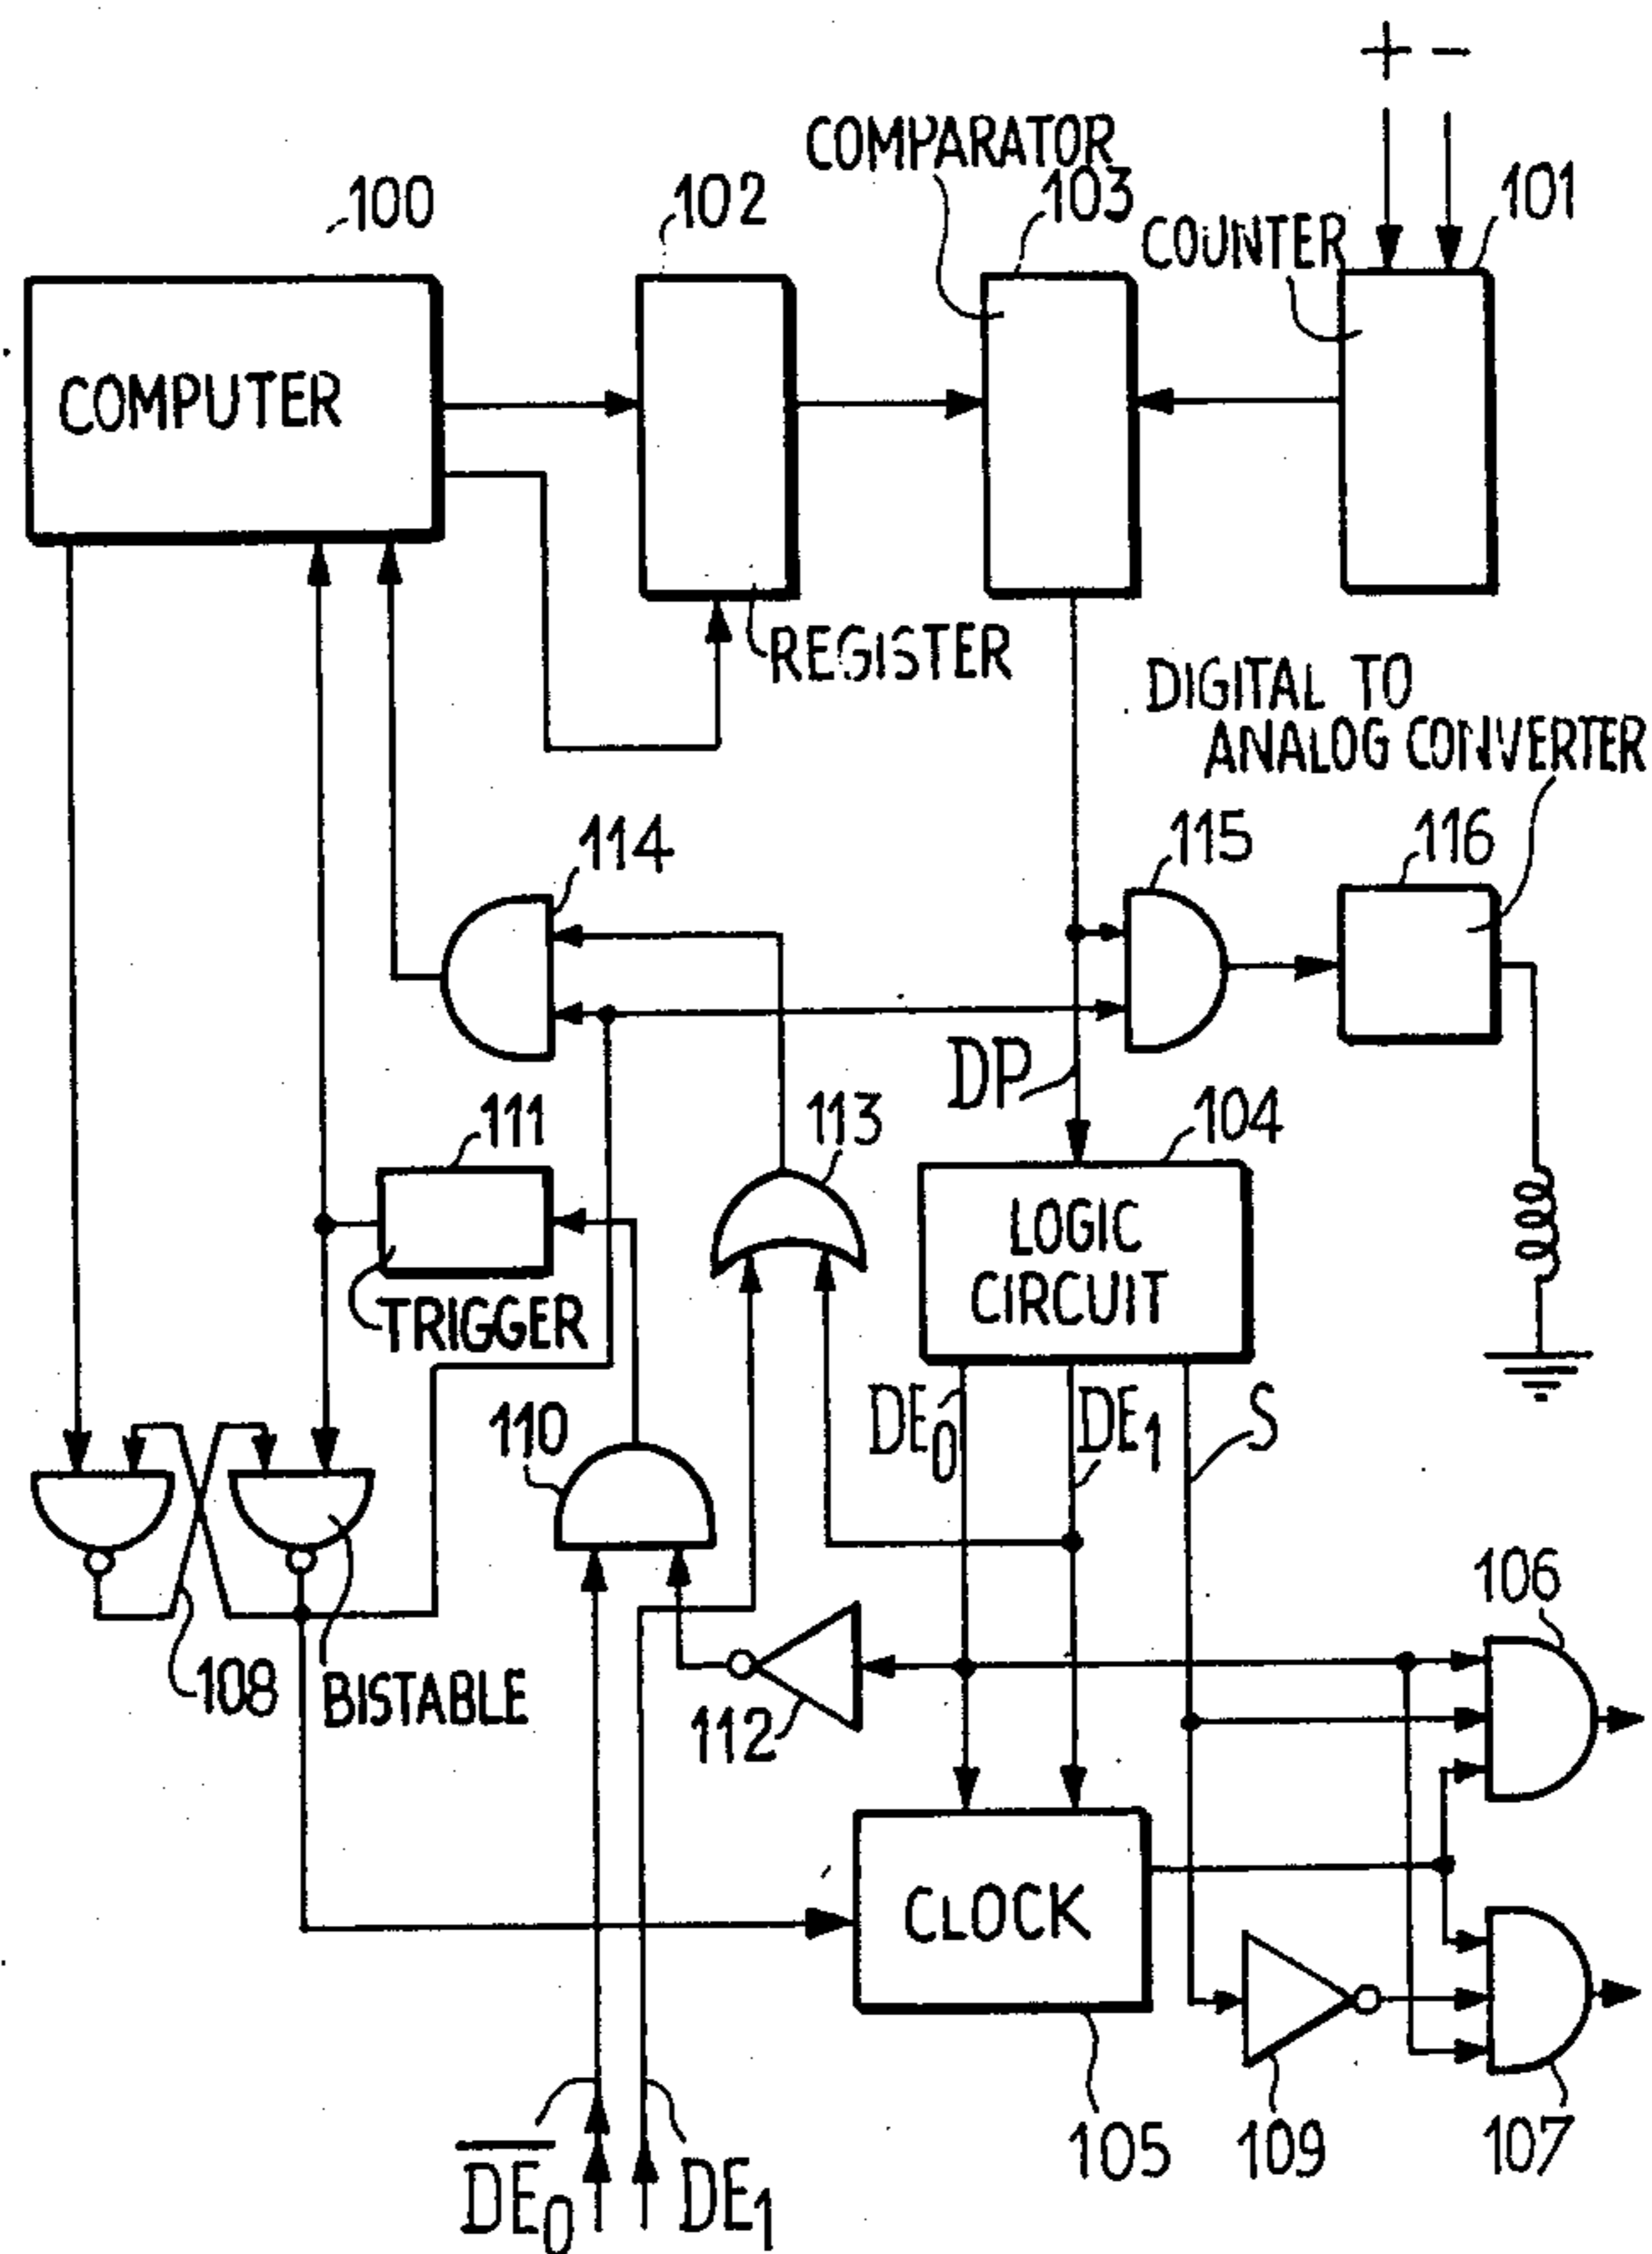 + -
COMPARATOR
100
102
103
COUNTER
101
COMPUTER
REGISTER
DIGITAL TO
ANALOG CONVERTER
114
115
116
DP
111
113
104
LOGIC
CIRCUIT
TRIGGER
110
DE0
DE1
S
106
108
BISTABLE
112
CLOCK
105
109
107
D̅E̅0
DE1